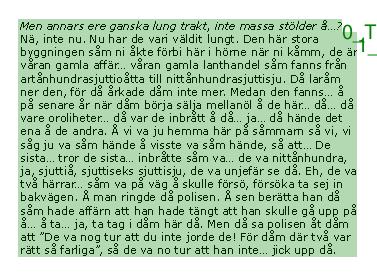 Men annars ere ganska lung trakt, inte massa stölder å...?
Nä, inte nu. Nu har de vari väldit lungt. Den här stora
byggningen såm ni åkte förbi här i hörne när ni kåmm, de är
våran gamla affär... våran gamla lanthandel såm fanns från
artånhundrasjuttioåtta till nittånhundrasjuttisju. Då laråm
ner den, för då årkade dåm inte mer. Medan den fanns... å
på senare år när dåm börja sälja mellanöl å de här... då... då
vare oroliheter... då var de inbrått å då... ja... då hände det
ena å de andra. Å vi va ju hemma här på såmmarn så vi, vi
såg ju va såm hände å visste va såm hände, så att... De
sista... tror de sista... inbråtte såm va... de va nittånhundra,
ja, sjuttiå, sjuttiseks sjuttisju, de va unjefär se då. Eh, de va
två härrar... såm va på väg å skulle försö, försöka ta sej in
bakvägen. Å man ringde då polisen. Å sen berätta han då
såm hade affärn att han hade tängt att han skulle gå upp på
å... å ta... ja, ta tag i dåm här då. Men då sa polisen åt dåm
att "De va nog tur att du inte jorde de! För dåm där två var
rätt så farliga", så de va no tur att han inte... jick upp då.
0_T
1_